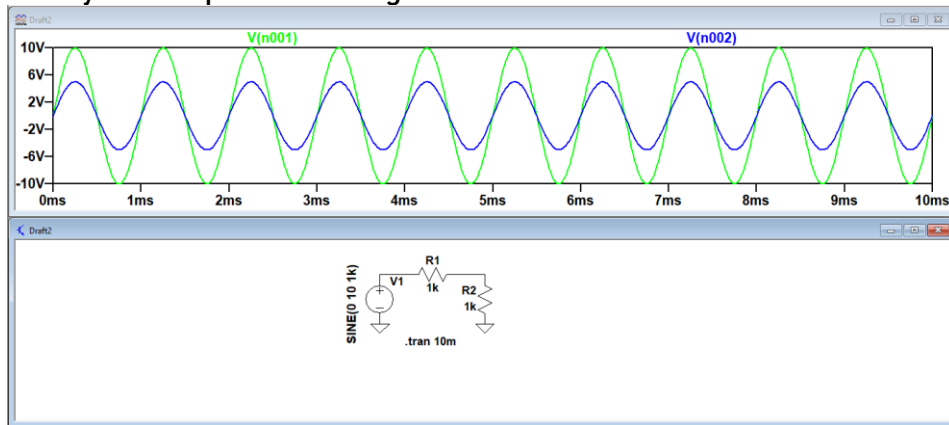 Draft2
V(n001) V(n002)
10V
6V
2V
-2V
-6V
-10V
0ms 1ms 2ms 3ms 4ms 5ms 6ms 7ms 8ms 9ms 10ms
Draft2
SINE(0 10 1k)
V1
R1
1k
R2
1k
.tran 10m